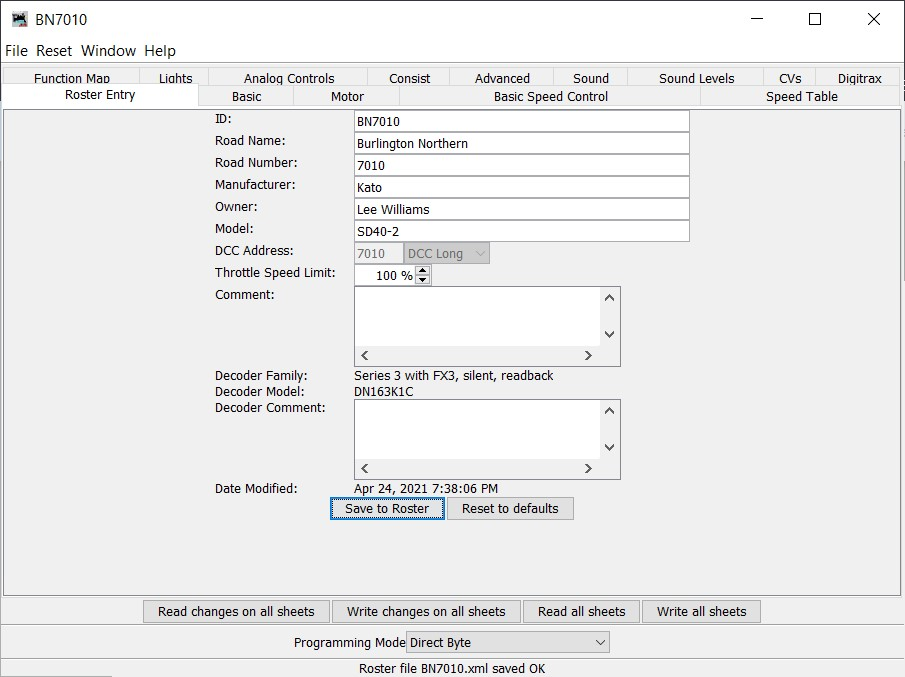 BN7010
File Reset Window Help
Function Map Lights Analog Controls Consist Advanced Sound Sound Levels CVs Digitrax
Roster Entry Basic Motor Basic Speed Control Speed Table
ID: BN7010
Road Name: Burlington Northern
Road Number: 7010
Manufacturer: Kato
Owner: Lee Williams
Model: SD40-2
DCC Address: 7010 DCC Long
Throttle Speed Limit: 100 %
Comment:
Decoder Family: Series 3 with FX3, silent, readback
Decoder Model: DN163K1C
Decoder Comment:
Date Modified: Apr 24, 2021 7:38:06 PM
Save to Roster Reset to defaults
Read changes on all sheets Write changes on all sheets Read all sheets Write all sheets
Programming Mode Direct Byte
Roster file BN7010.xml saved OK